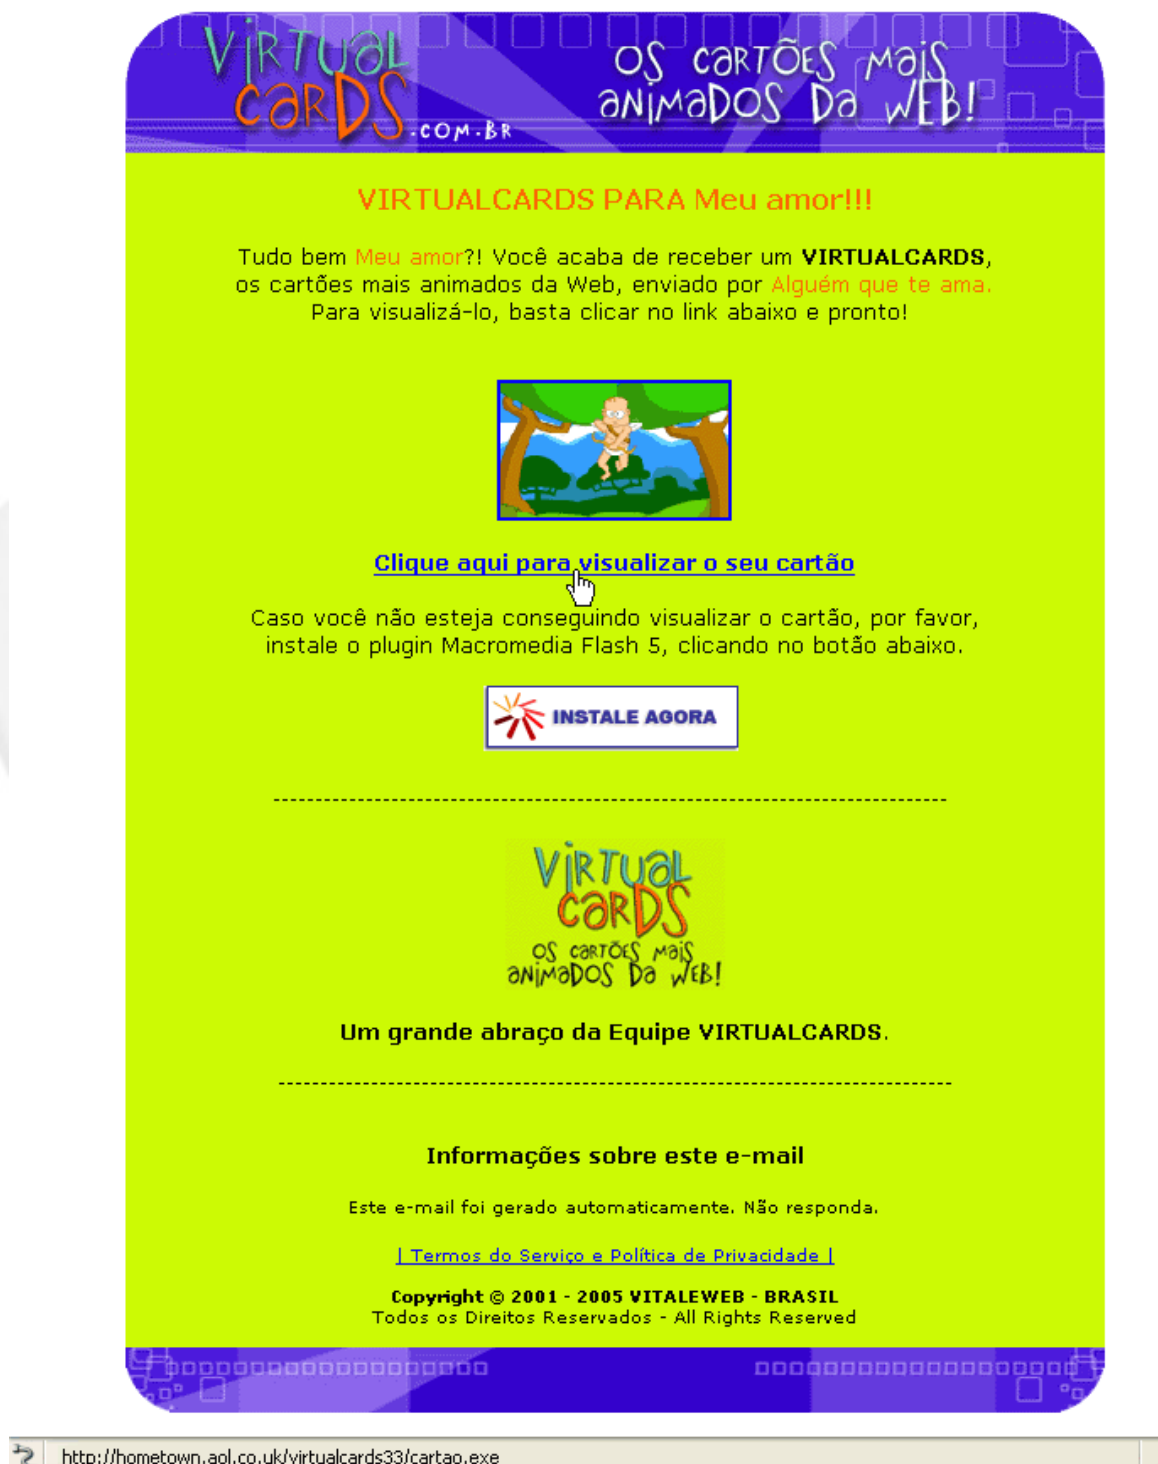 VIRTUAL CARDS .COM.BR
OS CARTÕES MAIS
ANIMADOS DA WEB!
VIRTUALCARDS PARA Meu amor!!!
Tudo bem Meu amor?! Você acaba de receber um VIRTUALCARDS,
os cartões mais animados da Web, enviado por Alguém que te ama.
Para visualizá-lo, basta clicar no link abaixo e pronto!
Clique aqui para visualizar o seu cartão
Caso você não esteja conseguindo visualizar o cartão, por favor,
instale o plugin Macromedia Flash 5, clicando no botão abaixo.
INSTALE AGORA
--------------------------------------------------------------------------------
VIRTUAL
CARDS
OS CARTÕES MAIS
ANIMADOS DA WEB!
Um grande abraço da Equipe VIRTUALCARDS.
--------------------------------------------------------------------------------
Informações sobre este e-mail
Este e-mail foi gerado automaticamente. Não responda.
| Termos do Serviço e Política de Privacidade |
Copyright © 2001 - 2005 VITALEWEB - BRASIL
Todos os Direitos Reservados - All Rights Reserved
http://hometown.aol.co.uk/virtualcards33/cartao.exe